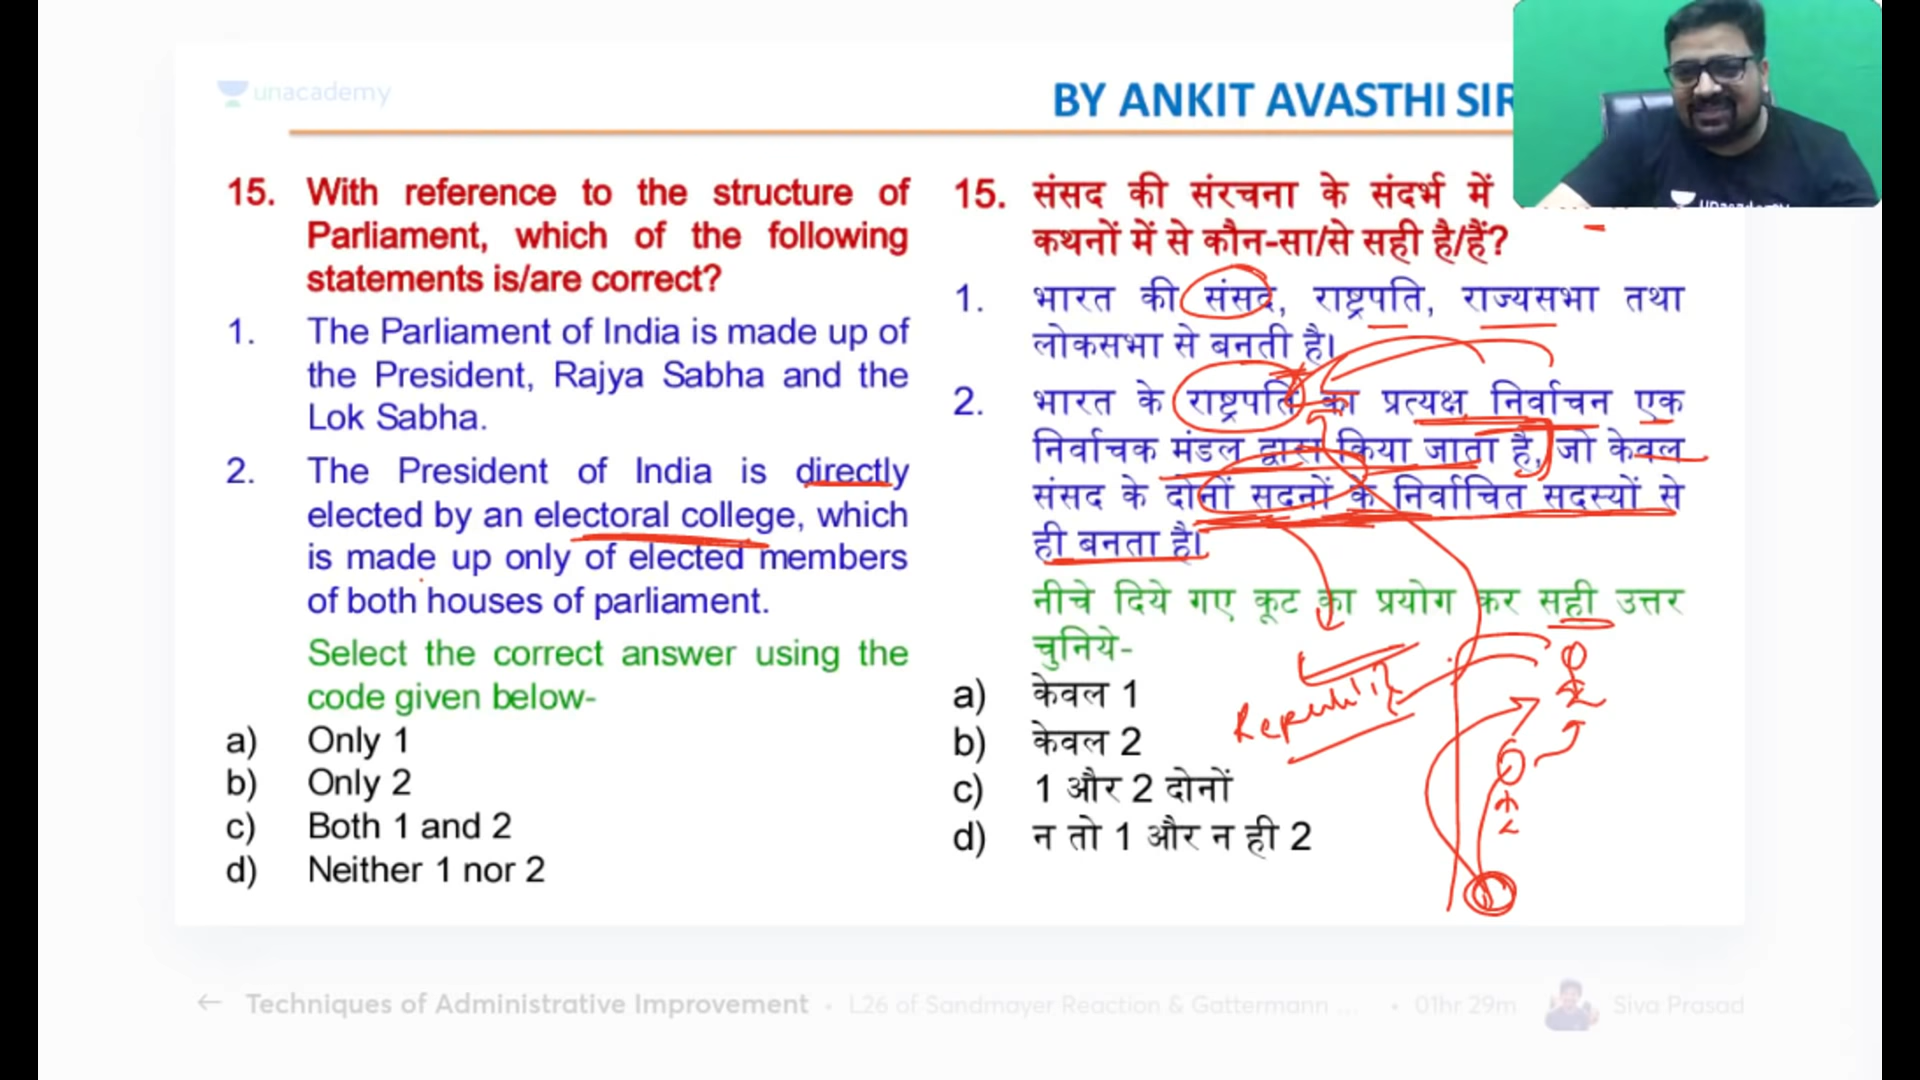 unacademy
BY ANKIT AVASTHI SIR
15. With reference to the structure of
Parliament, which of the following
statements is/are correct?
1. The Parliament of India is made up of
the President, Rajya Sabha and the
Lok Sabha.
2. The President of India is directly
elected by an electoral college, which
is made up only of elected members
of both houses of parliament.
Select the correct answer using the
code given below-
a) Only 1
b) Only 2
c) Both 1 and 2
d) Neither 1 nor 2
15. संसद की संरचना के संदर्भ में
कथनों में से कौन-सा/से सही है/हैं?
1. भारत की संसद, राष्ट्रपति, राज्यसभा तथा
लोकसभा से बनती है।
2. भारत के राष्ट्रपति का प्रत्यक्ष निर्वाचन एक
निर्वाचक मंडल द्वारा किया जाता है, जो केवल
संसद के दोनों सदनों के निर्वाचित सदस्यों से
ही बनता है।
नीचे दिये गए कूट का प्रयोग कर सही उत्तर
चुनिये-
a) केवल 1
b) केवल 2
c) 1 और 2 दोनों
d) न तो 1 और न ही 2
unacademy
← Techniques of Administrative Improvement • L26 of Sandmayer Reaction & Gattermann ... • 01hr 29m Siva Prasad